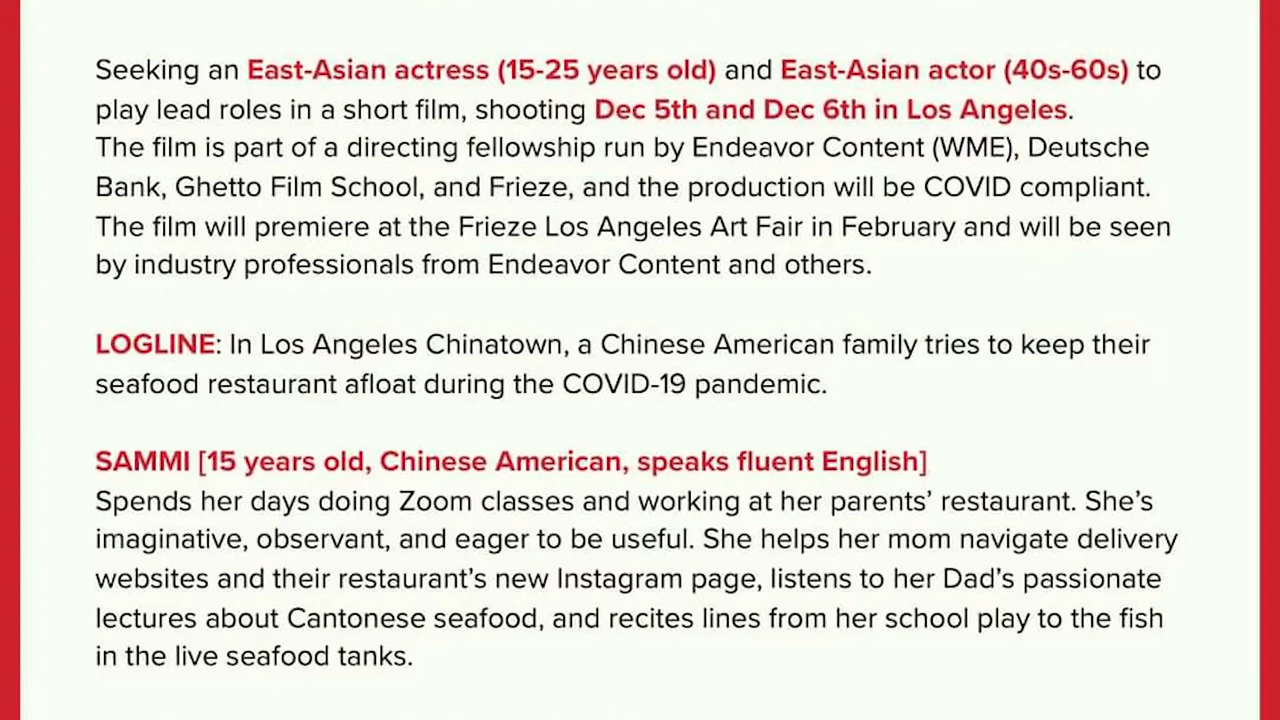 Seeking an East-Asian actress (15-25 years old) and East-Asian actor (40s-60s) to
play lead roles in a short film, shooting Dec 5th and Dec 6th in Los Angeles.
The film is part of a directing fellowship run by Endeavor Content (WME), Deutsche
Bank, Ghetto Film School, and Frieze, and the production will be COVID compliant.
The film will premiere at the Frieze Los Angeles Art Fair in February and will be seen
by industry professionals from Endeavor Content and others.
LOGLINE: In Los Angeles Chinatown, a Chinese American family tries to keep their
seafood restaurant afloat during the COVID-19 pandemic.
SAMMI [15 years old, Chinese American, speaks fluent English]
Spends her days doing Zoom classes and working at her parents’ restaurant. She’s
imaginative, observant, and eager to be useful. She helps her mom navigate delivery
websites and their restaurant’s new Instagram page, listens to her Dad’s passionate
lectures about Cantonese seafood, and recites lines from her school play to the fish
in the live seafood tanks.